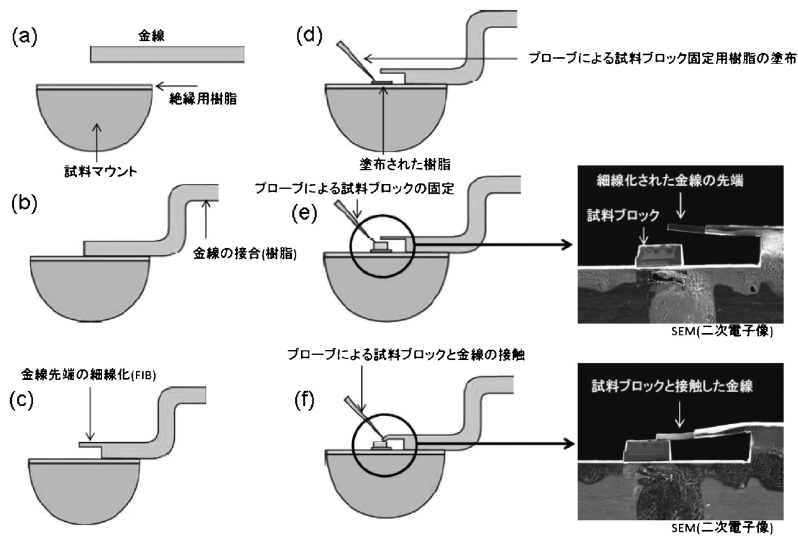 (a)
金線
絶縁用樹脂
試料マウント
(b)
金線の接合(樹脂)
金線先端の細線化(FIB)
(c)
(d)
プローブによる試料ブロック固定用樹脂の塗布
塗布された樹脂
プローブによる試料ブロックの固定
(e)
細線化された金線の先端
試料ブロック
SEM(二次電子像)
プローブによる試料ブロックと金線の接触
(f)
試料ブロックと接触した金線
SEM(二次電子像)